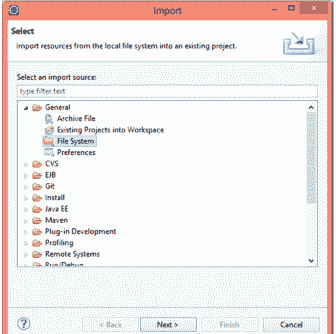 Import
Select
Import resources from the local file system into an existing project.
Select an import source:
type filter text
General
Archive File
Existing Projects into Workspace
File System
Preferences
CVS
EJB
Git
Install
Java EE
Maven
Plug-in Development
Profiling
Remote Systems
Run/Debug
< Back
Next >
Finish
Cancel